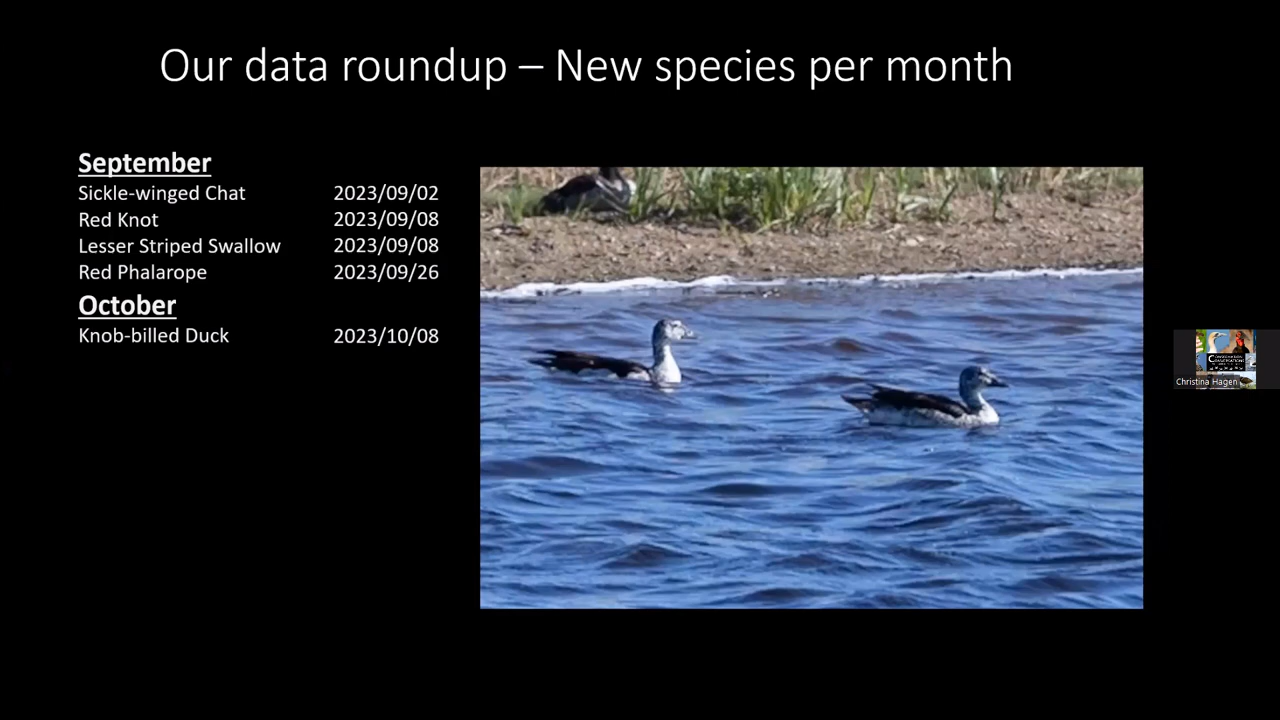 Our data roundup – New species per month
September
Sickle-winged Chat 2023/09/02
Red Knot 2023/09/08
Lesser Striped Swallow 2023/09/08
Red Phalarope 2023/09/26
October
Knob-billed Duck 2023/10/08
CONSERVATION
CONVERSATIONS
Christina Hagen